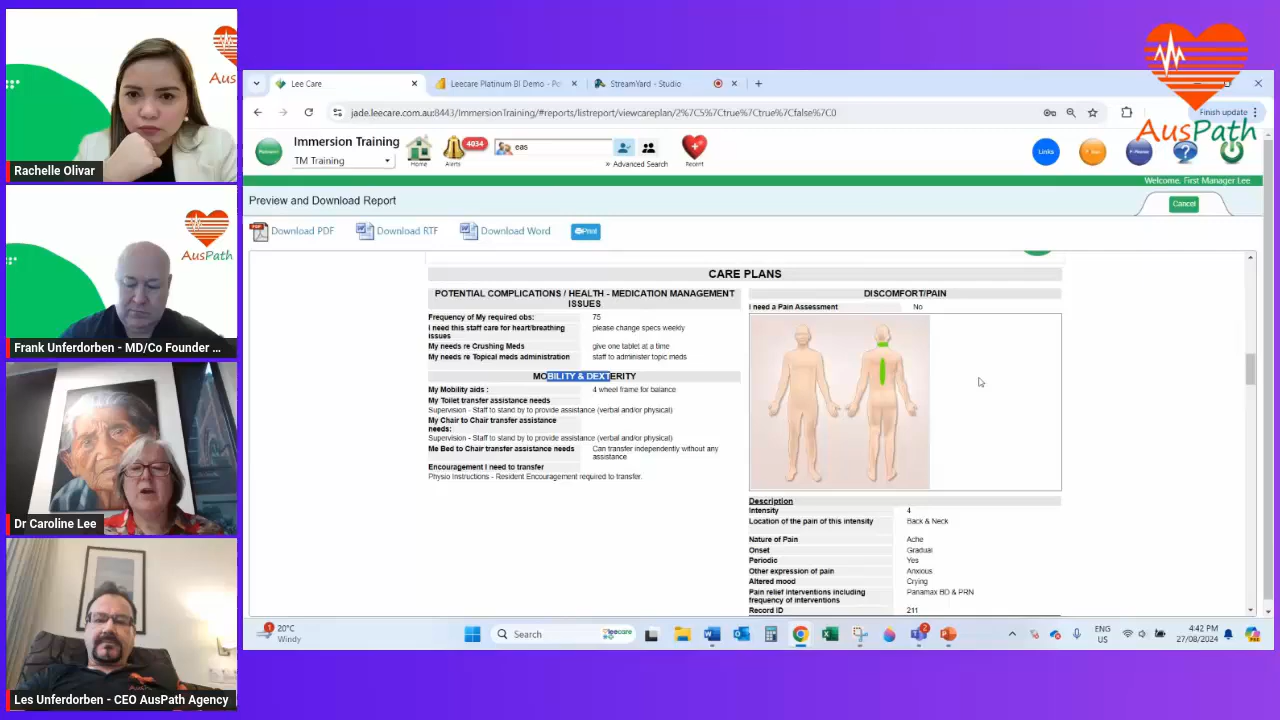 AusPath
Rachelle Olivar
AusPath
Frank Unferdorben - MD/Co Founder ...
Dr Caroline Lee
Les Unferdorben - CEO AusPath Agency
AusPath
Lee Care
Leecare Platinum BI Demo - Po
StreamYard - Studio
jade.leecare.com.au:8443/ImmersionTraining/#reports/listreport/viewcareplan/2%7C5%7Ctrue%7Ctrue%7Cfalse%7C0
Finish update
Immersion Training
TM Training
Home
4034
Alerts
eas
» Advanced Search
Recent
Links
Welcome, First Manager Lee
Preview and Download Report
Cancel
Download PDF
Download RTF
Download Word
Print
CARE PLANS
POTENTIAL COMPLICATIONS / HEALTH - MEDICATION MANAGEMENT
ISSUES
Frequency of My required obs: 75
I need this staff care for heart/breathing please change specs weekly
issues
My needs re Crushing Meds give one tablet at a time
My needs re Topical meds administration staff to administer topic meds
MOBILITY & DEXTERITY
My Mobility aids : 4 wheel frame for balance
My Toilet transfer assistance needs
Supervision - Staff to stand by to provide assistance (verbal and/or physical)
My Chair to Chair transfer assistance
needs:
Supervision - Staff to stand by to provide assistance (verbal and/or physical)
Me Bed to Chair transfer assistance needs Can transfer independently without any
assistance
Encouragement I need to transfer
Physio Instructions - Resident Encouragement required to transfer.
DISCOMFORT/PAIN
I need a Pain Assessment No
Description
Intensity 4
Location of the pain of this intensity Back & Neck
Nature of Pain Ache
Onset Gradual
Periodic Yes
Other expression of pain Anxious
Altered mood Crying
Pain relief interventions including Panamax BD & PRN
frequency of interventions
Record ID 211
1
20°C
Windy
Search
leecare
2
ENG
US
4:42 PM
27/08/2024